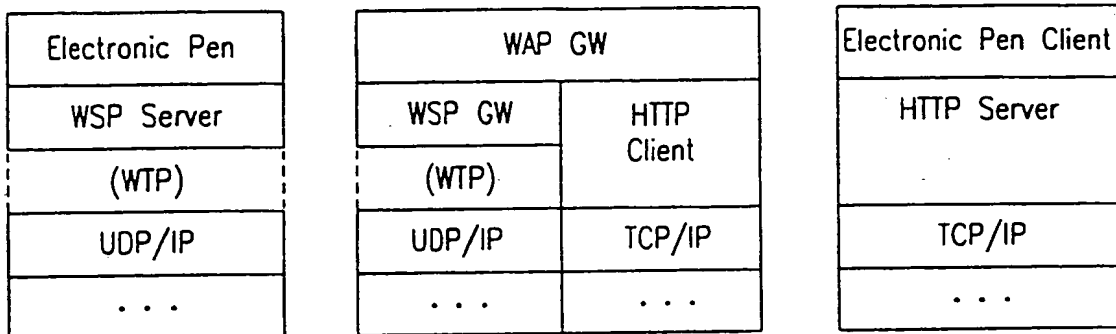 Electronic Pen
WSP Server
(WTP)
UDP/IP
. . .
WAP GW
WSP GW
(WTP)
UDP/IP
. . .
HTTP
Client
TCP/IP
. . .
Electronic Pen Client
HTTP Server
TCP/IP
. . .